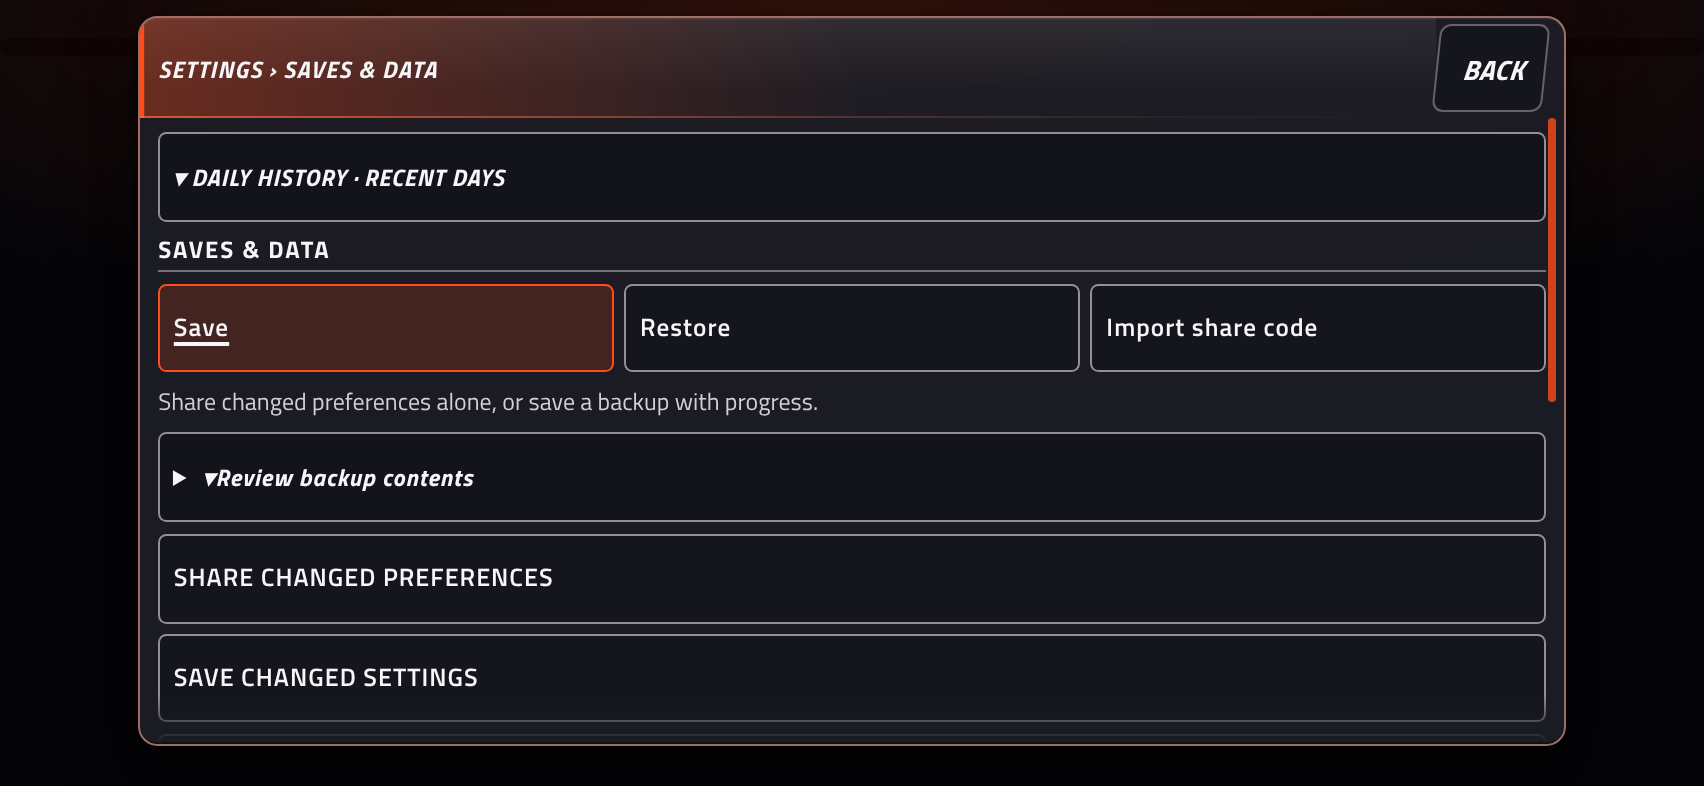 SETTINGS › SAVES & DATA
BACK
▼ DAILY HISTORY · RECENT DAYS
SAVES & DATA
Save
Restore
Import share code
Share changed preferences alone, or save a backup with progress.
▶ ▼Review backup contents
SHARE CHANGED PREFERENCES
SAVE CHANGED SETTINGS